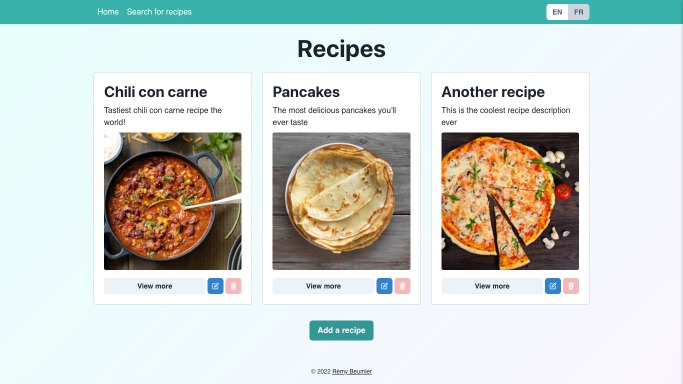 Home Search for recipes EN FR
Recipes
Chili con carne
Tastiest chili con carne recipe the
world!
View more
Pancakes
The most delicious pancakes you'll
ever taste
View more
Another recipe
This is the coolest recipe description
ever
View more
Add a recipe
© 2022 Rémy Beumier